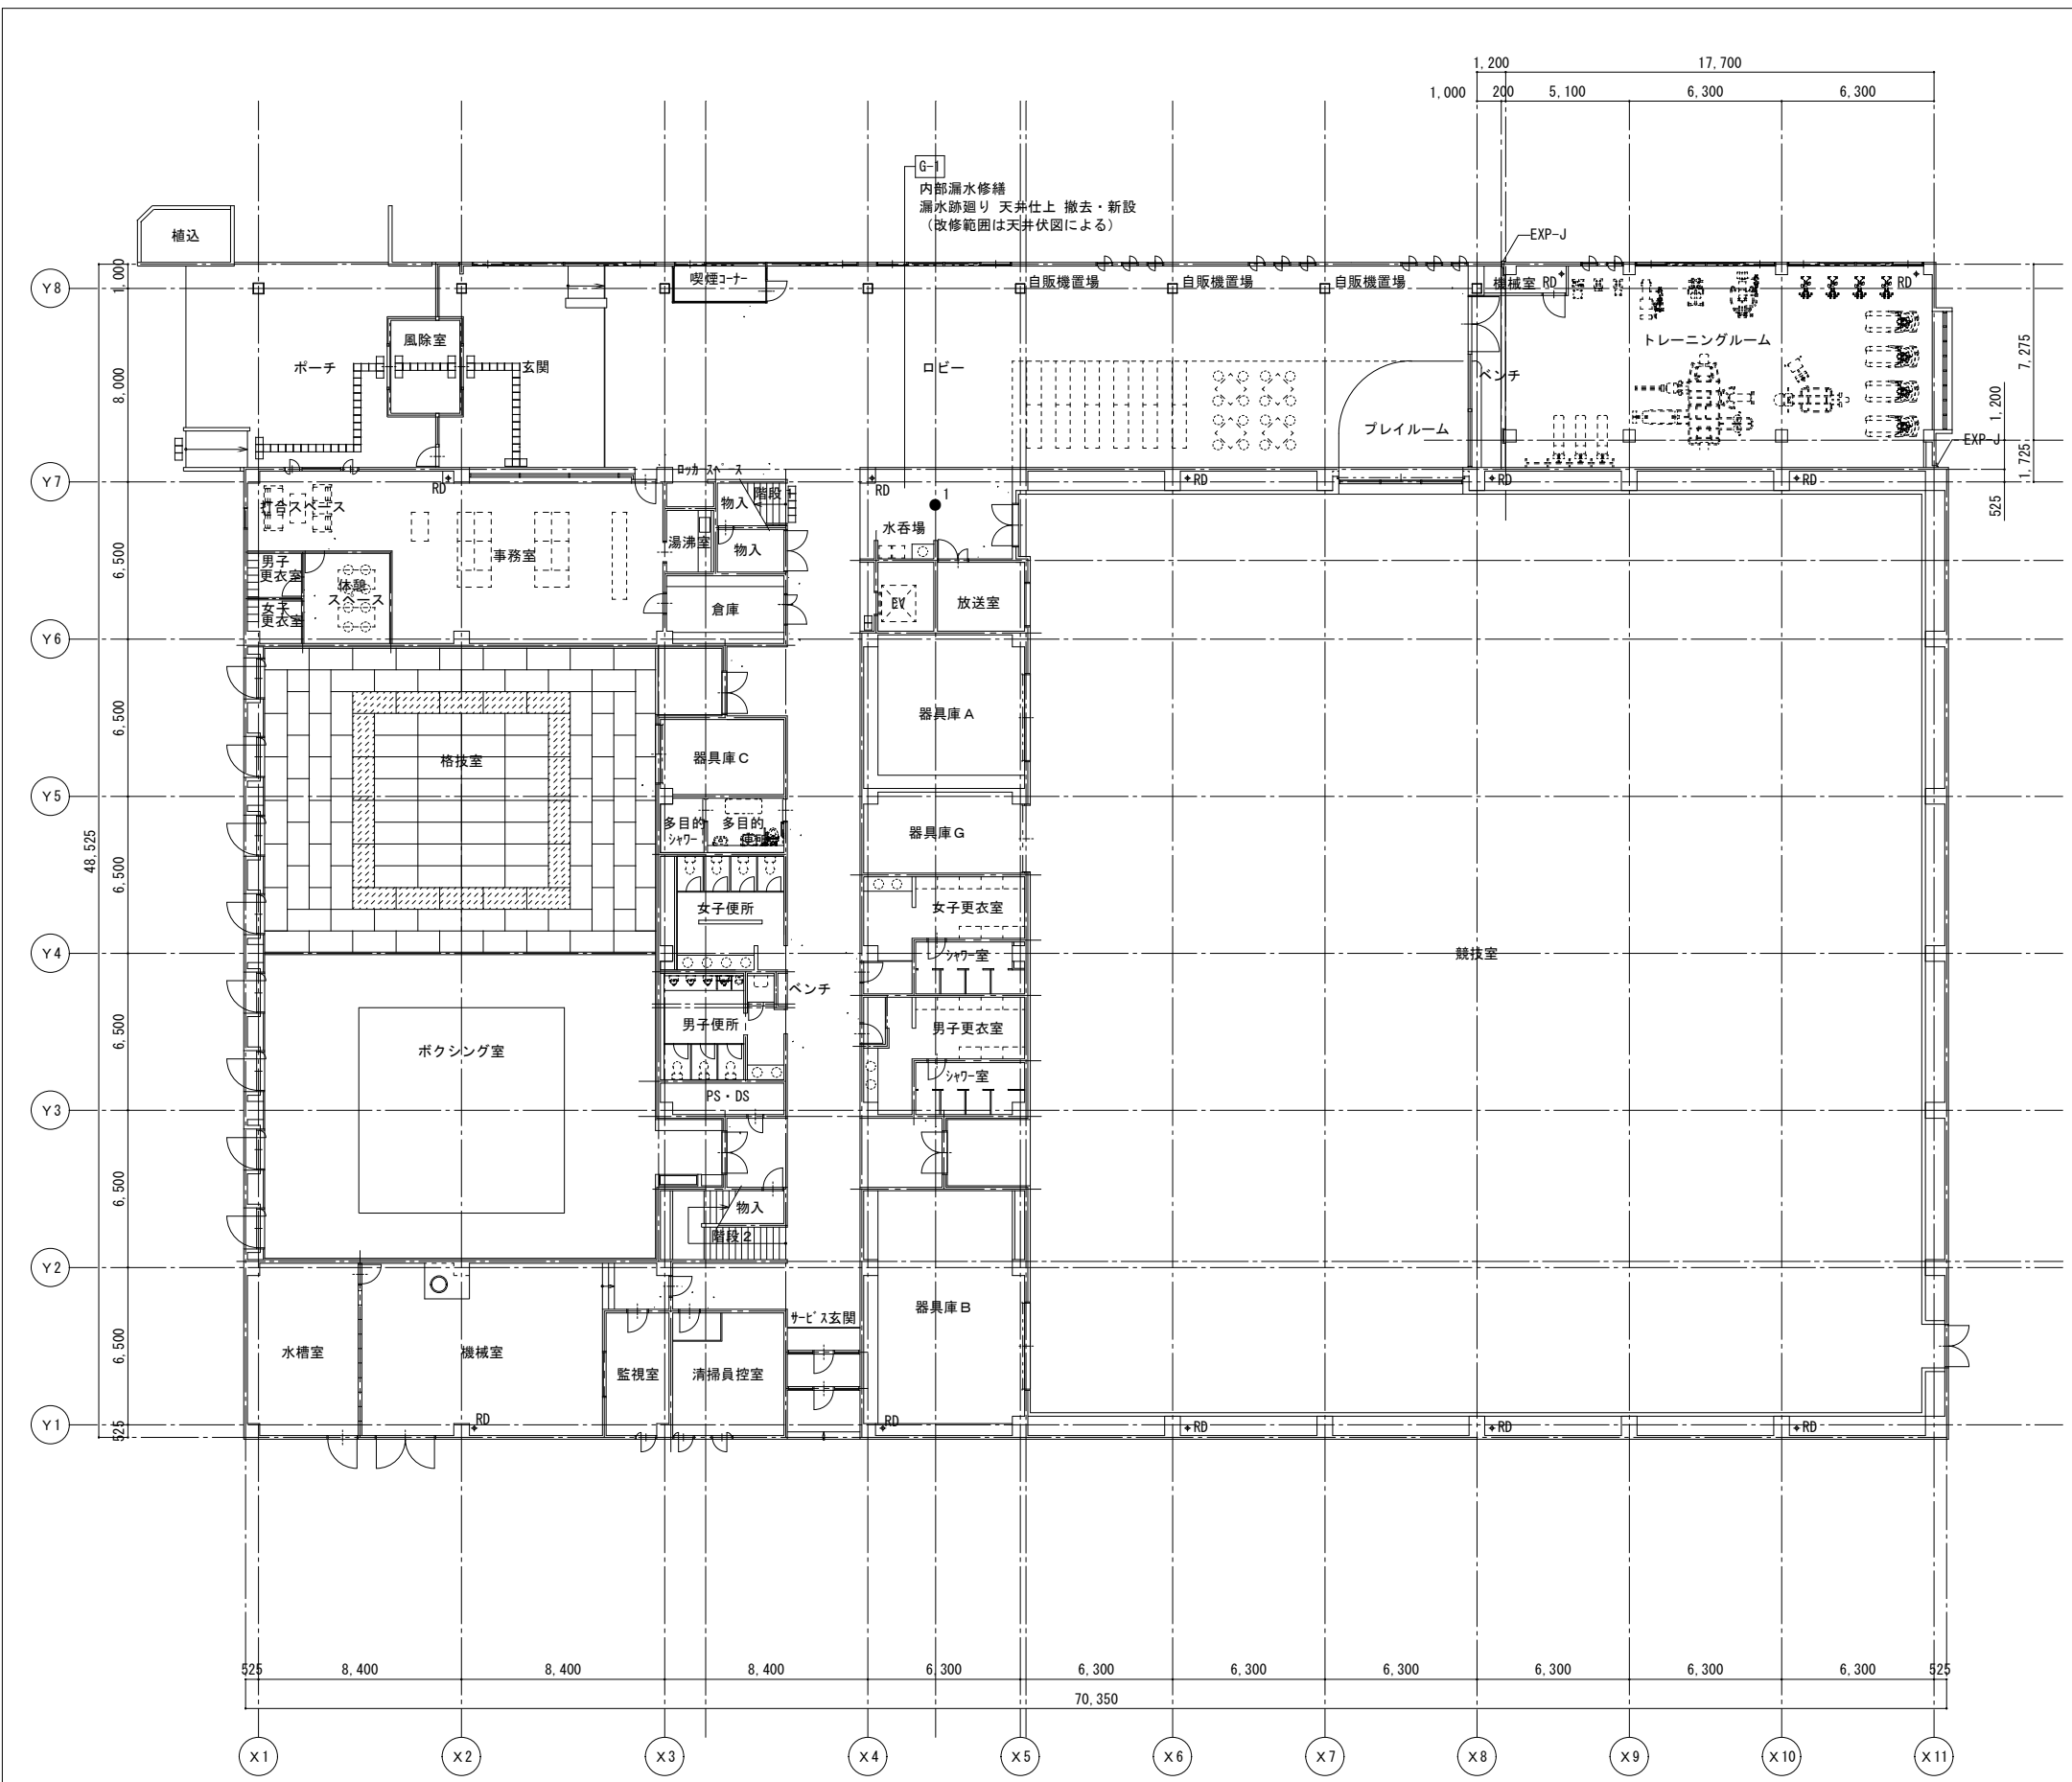 1,200
17,700
1,000
200
5,100
6,300
6,300
G-1
内部漏水修繕
漏水跡廻り 天井仕上 撤去・新設
（改修範囲は天井伏図による）
EXP-J
植込
喫煙ｺｰﾅｰ
自販機置場
自販機置場
自販機置場
機械室
RD
RD
Y8
1,000
風除室
ポーチ
玄関
ロビー
トレーニングルーム
ベンチ
プレイルーム
8,000
7,275
1,200
1,725
EXP-J
525
Y7
RD
ﾛｯｶｰｽﾍﾟｰｽ
RD
RD
RD
RD
打合スペース
物入
階段1
1
水呑場
湯沸室
物入
事務室
男子
更衣室
休憩
スペース
女子
更衣室
倉庫
EV
放送室
6,500
Y6
器具庫A
格技室
器具庫C
6,500
Y5
多目的
シャワー
多目的
便所
器具庫G
48,525
6,500
女子便所
女子更衣室
Y4
ｼｬﾜｰ室
競技室
ベンチ
男子便所
男子更衣室
ボクシング室
6,500
ｼｬﾜｰ室
PS・DS
Y3
6,500
物入
階段2
Y2
器具庫B
ｻｰﾋﾞｽ玄関
水槽室
機械室
監視室
清掃員控室
6,500
Y1
525
RD
RD
RD
RD
RD
525
8,400
8,400
8,400
6,300
6,300
6,300
6,300
6,300
6,300
6,300
525
70,350
X1
X2
X3
X4
X5
X6
X7
X8
X9
X10
X11